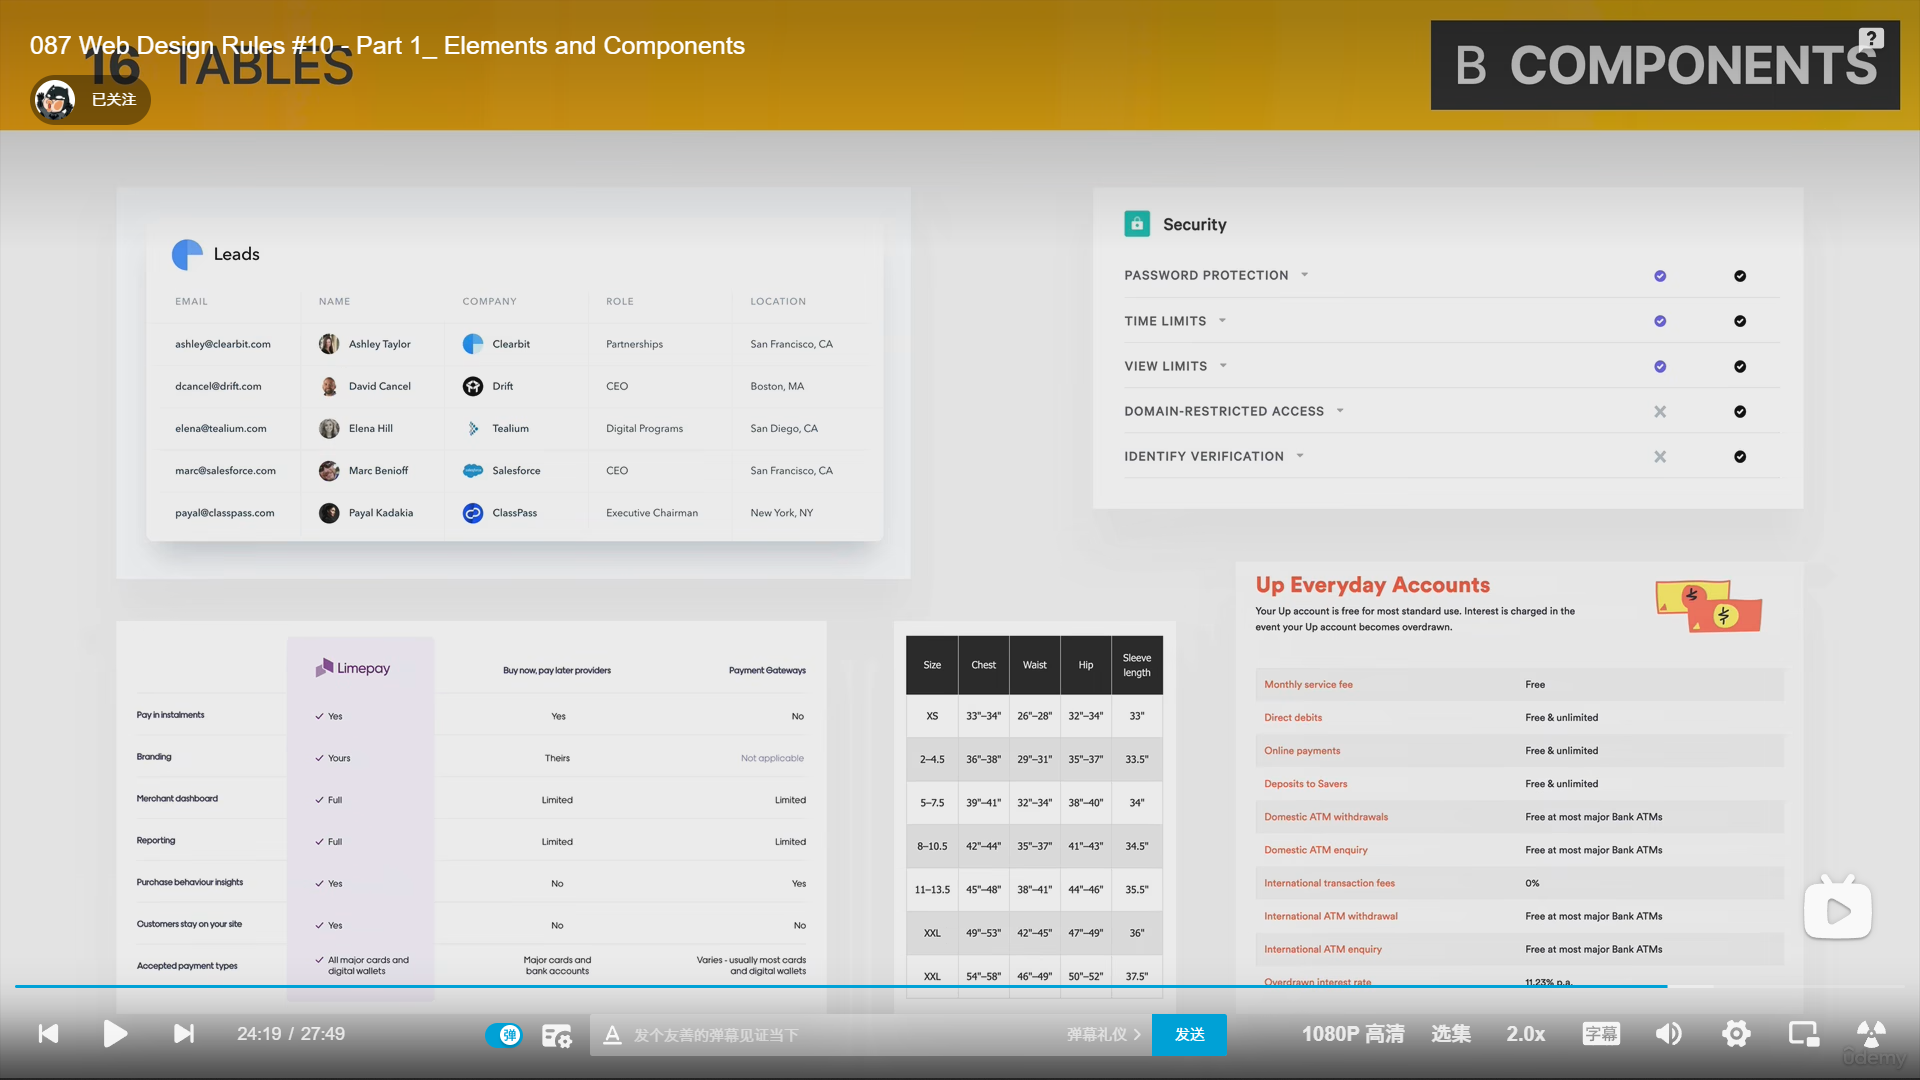 087 Web Design Rules #10 - Part 1_ Elements and Components
16 TABLES
B COMPONENTS
?
已关注
Leads
EMAIL NAME COMPANY ROLE LOCATION
ashley@clearbit.com Ashley Taylor Clearbit Partnerships San Francisco, CA
dcancel@drift.com David Cancel Drift CEO Boston, MA
elena@tealium.com Elena Hill Tealium Digital Programs San Diego, CA
marc@salesforce.com Marc Benioff Salesforce CEO San Francisco, CA
payal@classpass.com Payal Kadakia ClassPass Executive Chairman New York, NY
Security
PASSWORD PROTECTION
TIME LIMITS
VIEW LIMITS
DOMAIN-RESTRICTED ACCESS
IDENTIFY VERIFICATION
Limepay Buy now, pay later providers Payment Gateways
Pay in instalments Yes Yes No
Branding Yours Theirs Not applicable
Merchant dashboard Full Limited Limited
Reporting Full Limited Limited
Purchase behaviour insights Yes No Yes
Customers stay on your site Yes No No
Accepted payment types All major cards and Major cards and Varies - usually most cards
digital wallets bank accounts and digital wallets
Size Chest Waist Hip Sleeve
length
XS 33"–34" 26"–28" 32"–34" 33"
2–4.5 36"–38" 29"–31" 35"–37" 33.5"
5–7.5 39"–41" 32"–34" 38"–40" 34"
8–10.5 42"–44" 35"–37" 41"–43" 34.5"
11–13.5 45"–48" 38"–41" 44"–46" 35.5"
XXL 49"–53" 42"–45" 47"–49" 36"
XXL 54"–58" 46"–49" 50"–52" 37.5"
Up Everyday Accounts
Your Up account is free for most standard use. Interest is charged in the
event your Up account becomes overdrawn.
Monthly service fee Free
Direct debits Free & unlimited
Online payments Free & unlimited
Deposits to Savers Free & unlimited
Domestic ATM withdrawals Free at most major Bank ATMs
Domestic ATM enquiry Free at most major Bank ATMs
International transaction fees 0%
International ATM withdrawal Free at most major Bank ATMs
International ATM enquiry Free at most major Bank ATMs
Overdrawn interest rate 11.23% p.a.
24:19 / 27:49
弹
A 发个友善的弹幕见证当下
弹幕礼仪
发送
1080P 高清
选集
2.0x
字幕
ûdemy